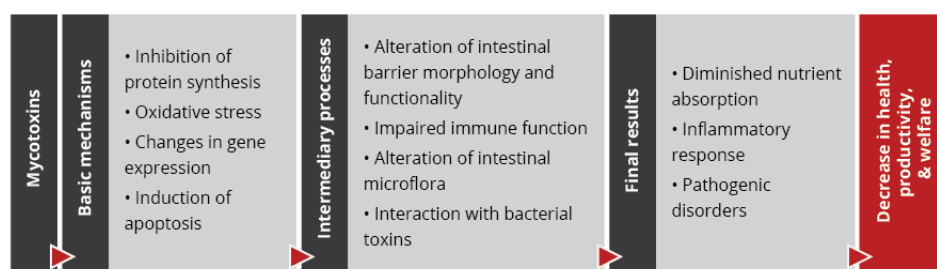 Mycotoxins
Basic mechanisms
• Inhibition of
protein synthesis
• Oxidative stress
• Changes in gene
expression
• Induction of
apoptosis
Intermediary processes
• Alteration of intestinal
barrier morphology and
functionality
• Impaired immune function
• Alteration of intestinal
microflora
• Interaction with bacterial
toxins
Final results
• Diminished nutrient
absorption
• Inflammatory
response
• Pathogenic
disorders
Decrease in health,
productivity,
& welfare